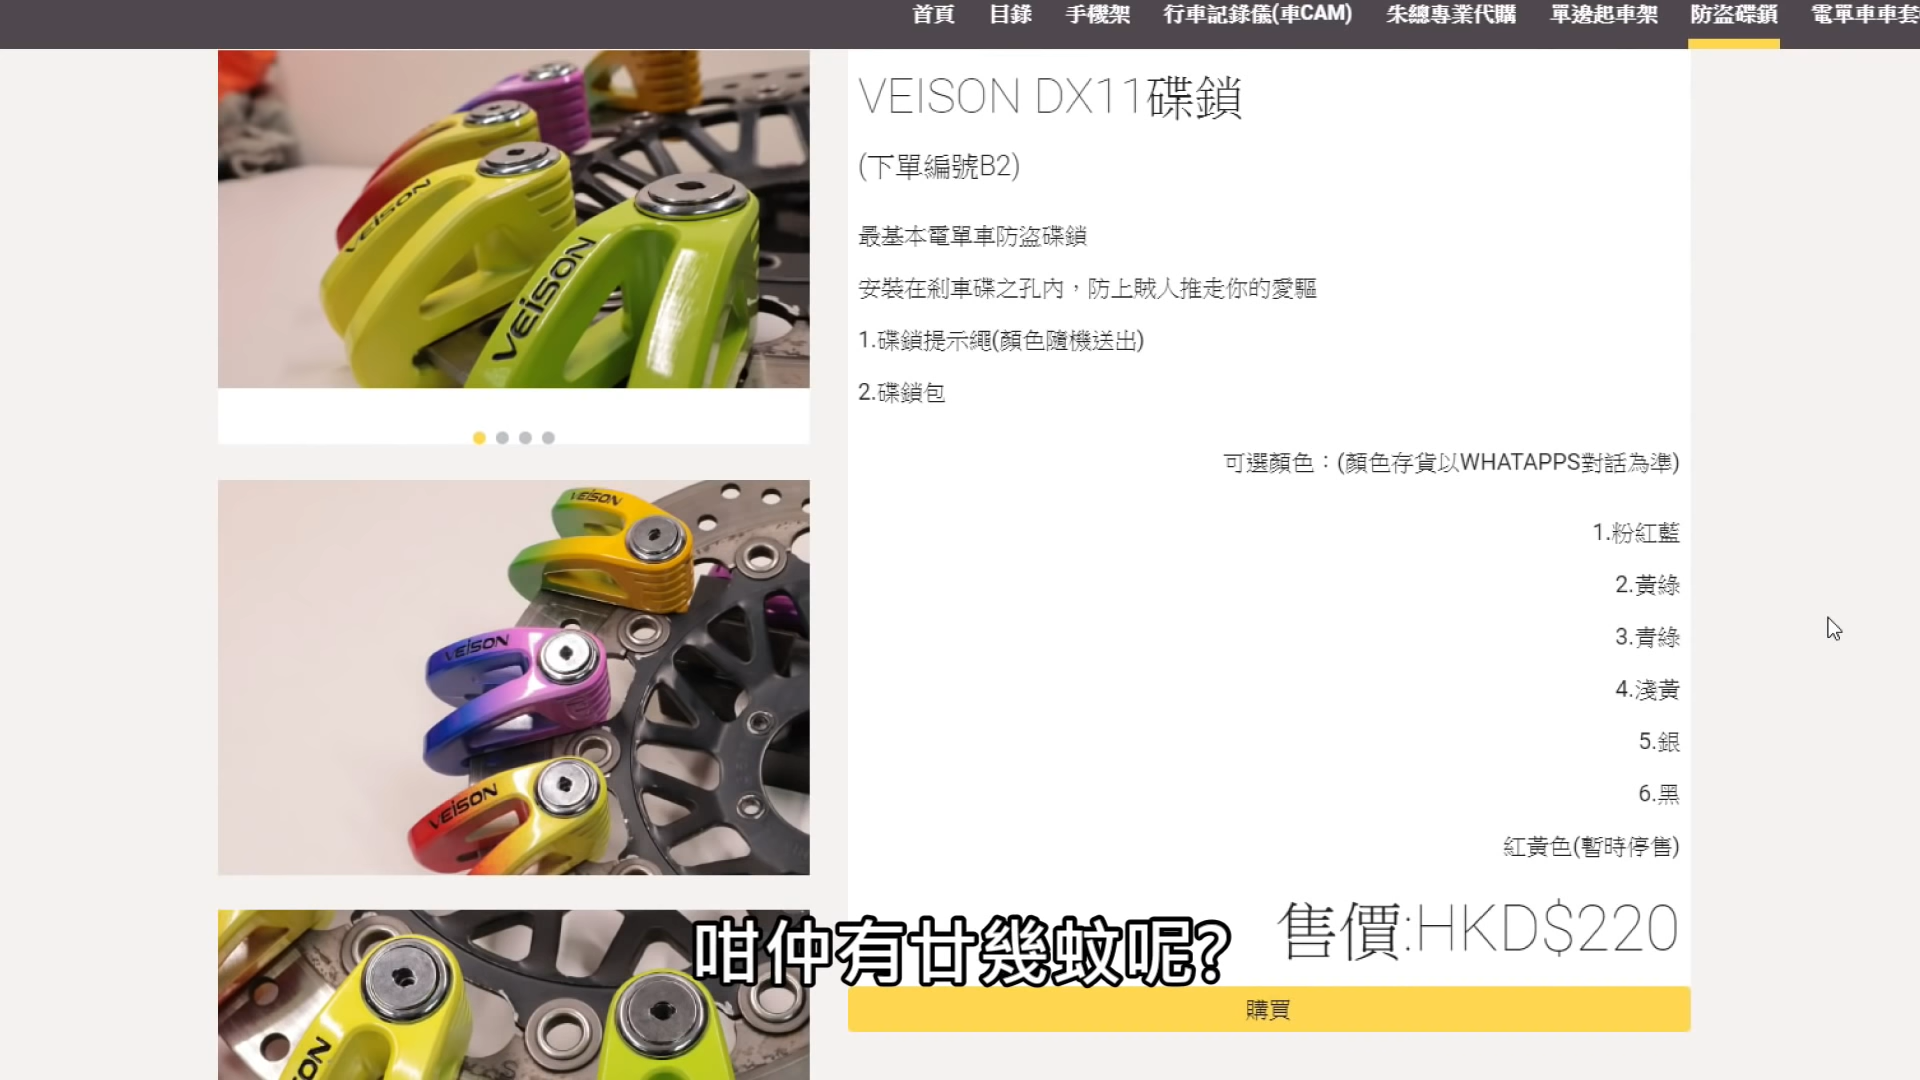 首頁 目錄 手機架 行車記錄儀(車CAM) 朱總專業代購 單邊起車架 防盜碟鎖 電單車車套
VEISON DX11碟鎖
(下單編號B2)
最基本電單車防盜碟鎖
安裝在剎車碟之孔內，防上賊人推走你的愛驅
1.碟鎖提示繩(顏色隨機送出)
2.碟鎖包
可選顏色：(顏色存貨以WHATAPPS對話為準)
1.粉紅藍
2.黃綠
3.青綠
4.淺黃
5.銀
6.黑
紅黃色(暫時停售)
售價:HKD$220
購買
VEISON
VEISON
VEISON
VEISON
VEISON
SON
咁仲有廿幾蚊呢?